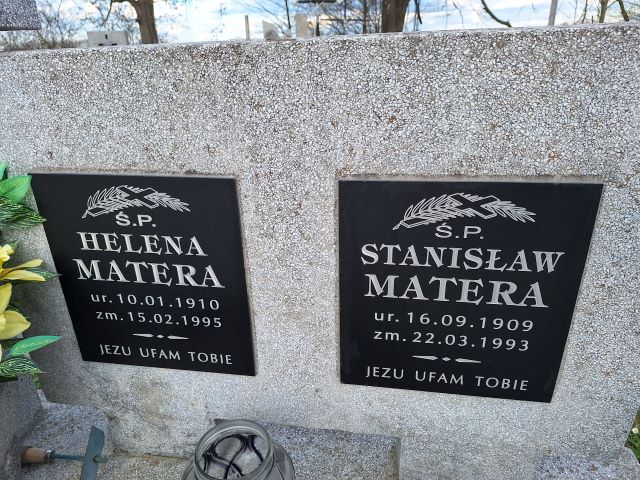 Ś.P.
HELENA
MATERA
ur. 10.01.1910
zm. 15.02.1995
JEZU UFAM TOBIE
Ś.P.
STANISŁAW
MATERA
ur. 16.09.1909
zm. 22.03.1993
JEZU UFAM TOBIE